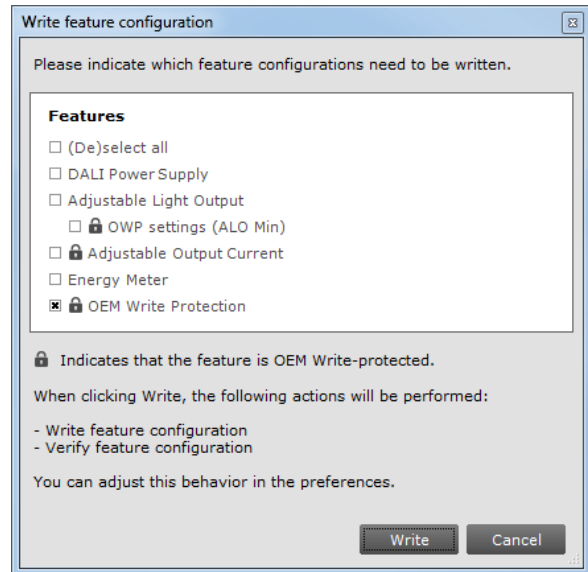 Write feature configuration
Please indicate which feature configurations need to be written.
Features
(De)select all
DALI Power Supply
Adjustable Light Output
OWP settings (ALO Min)
Adjustable Output Current
Energy Meter
OEM Write Protection
Indicates that the feature is OEM Write-protected.
When clicking Write, the following actions will be performed:
- Write feature configuration
- Verify feature configuration
You can adjust this behavior in the preferences.
Write Cancel